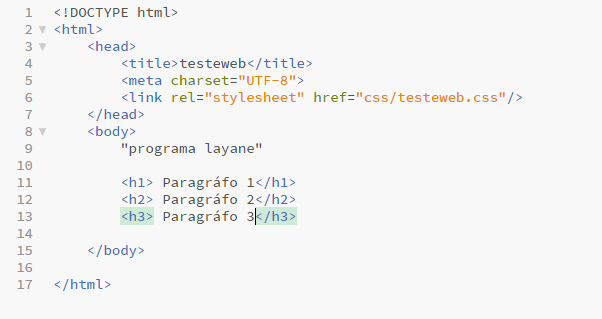 1 <!DOCTYPE html>
2 <html>
3 <head>
4 <title>testeweb</title>
5 <meta charset="UTF-8">
6 <link rel="stylesheet" href="css/testeweb.css"/>
7 </head>
8 <body>
9 "programa layane"
10
11 <h1> Paragráfo 1</h1>
12 <h2> Paragráfo 2</h2>
13 <h3> Paragráfo 3</h3>
14
15 </body>
16
17 </html>